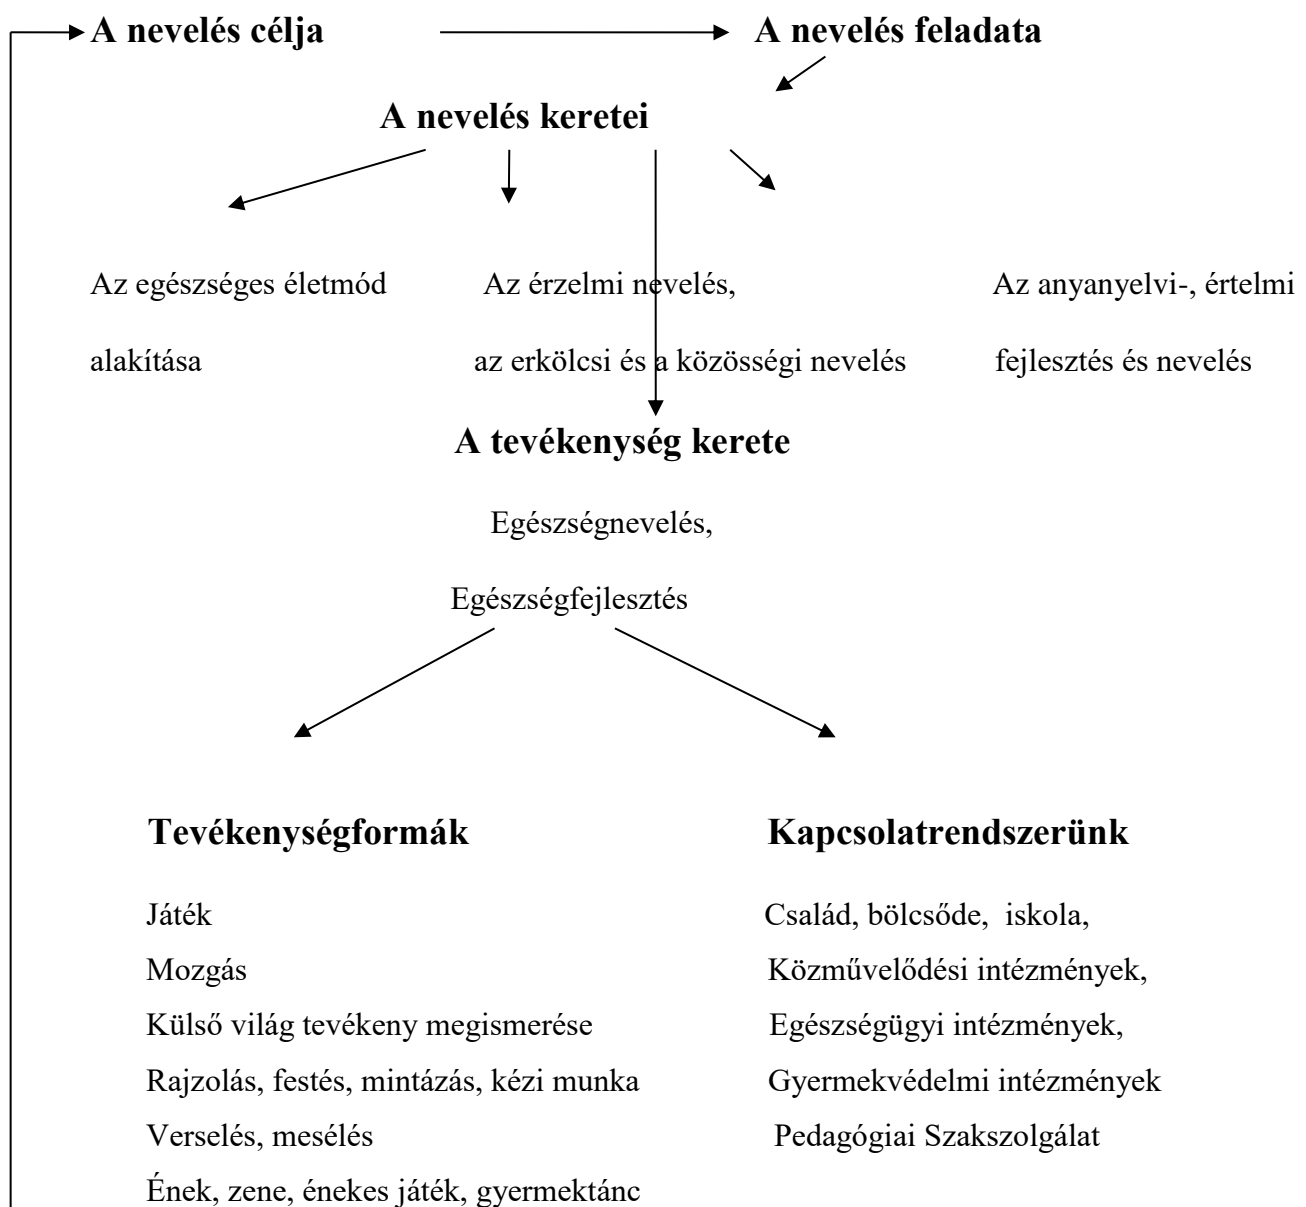 A nevelés célja A nevelés feladata
A nevelés keretei
Az egészséges életmód Az érzelmi nevelés, Az anyanyelvi-, értelmi
alakítása az erkölcsi és a közösségi nevelés fejlesztés és nevelés
A tevékenység kerete
Egészségnevelés,
Egészségfejlesztés
Tevékenységformák Kapcsolatrendszerünk
Játék Család, bölcsőde, iskola,
Mozgás Közművelődési intézmények,
Külső világ tevékeny megismerése Egészségügyi intézmények,
Rajzolás, festés, mintázás, kézi munka Gyermekvédelmi intézmények
Verselés, mesélés Pedagógiai Szakszolgálat
Ének, zene, énekes játék, gyermektánc